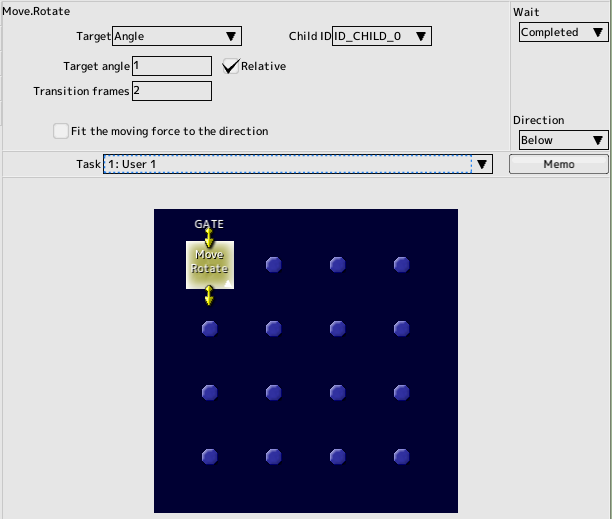 Move.Rotate
Wait
Target Angle Child ID ID_CHILD_0
Completed
Target angle 1 Relative
Transition frames 2
Direction
Fit the moving force to the direction
Below
Task 1: User 1
Memo
GATE
Move
Rotate